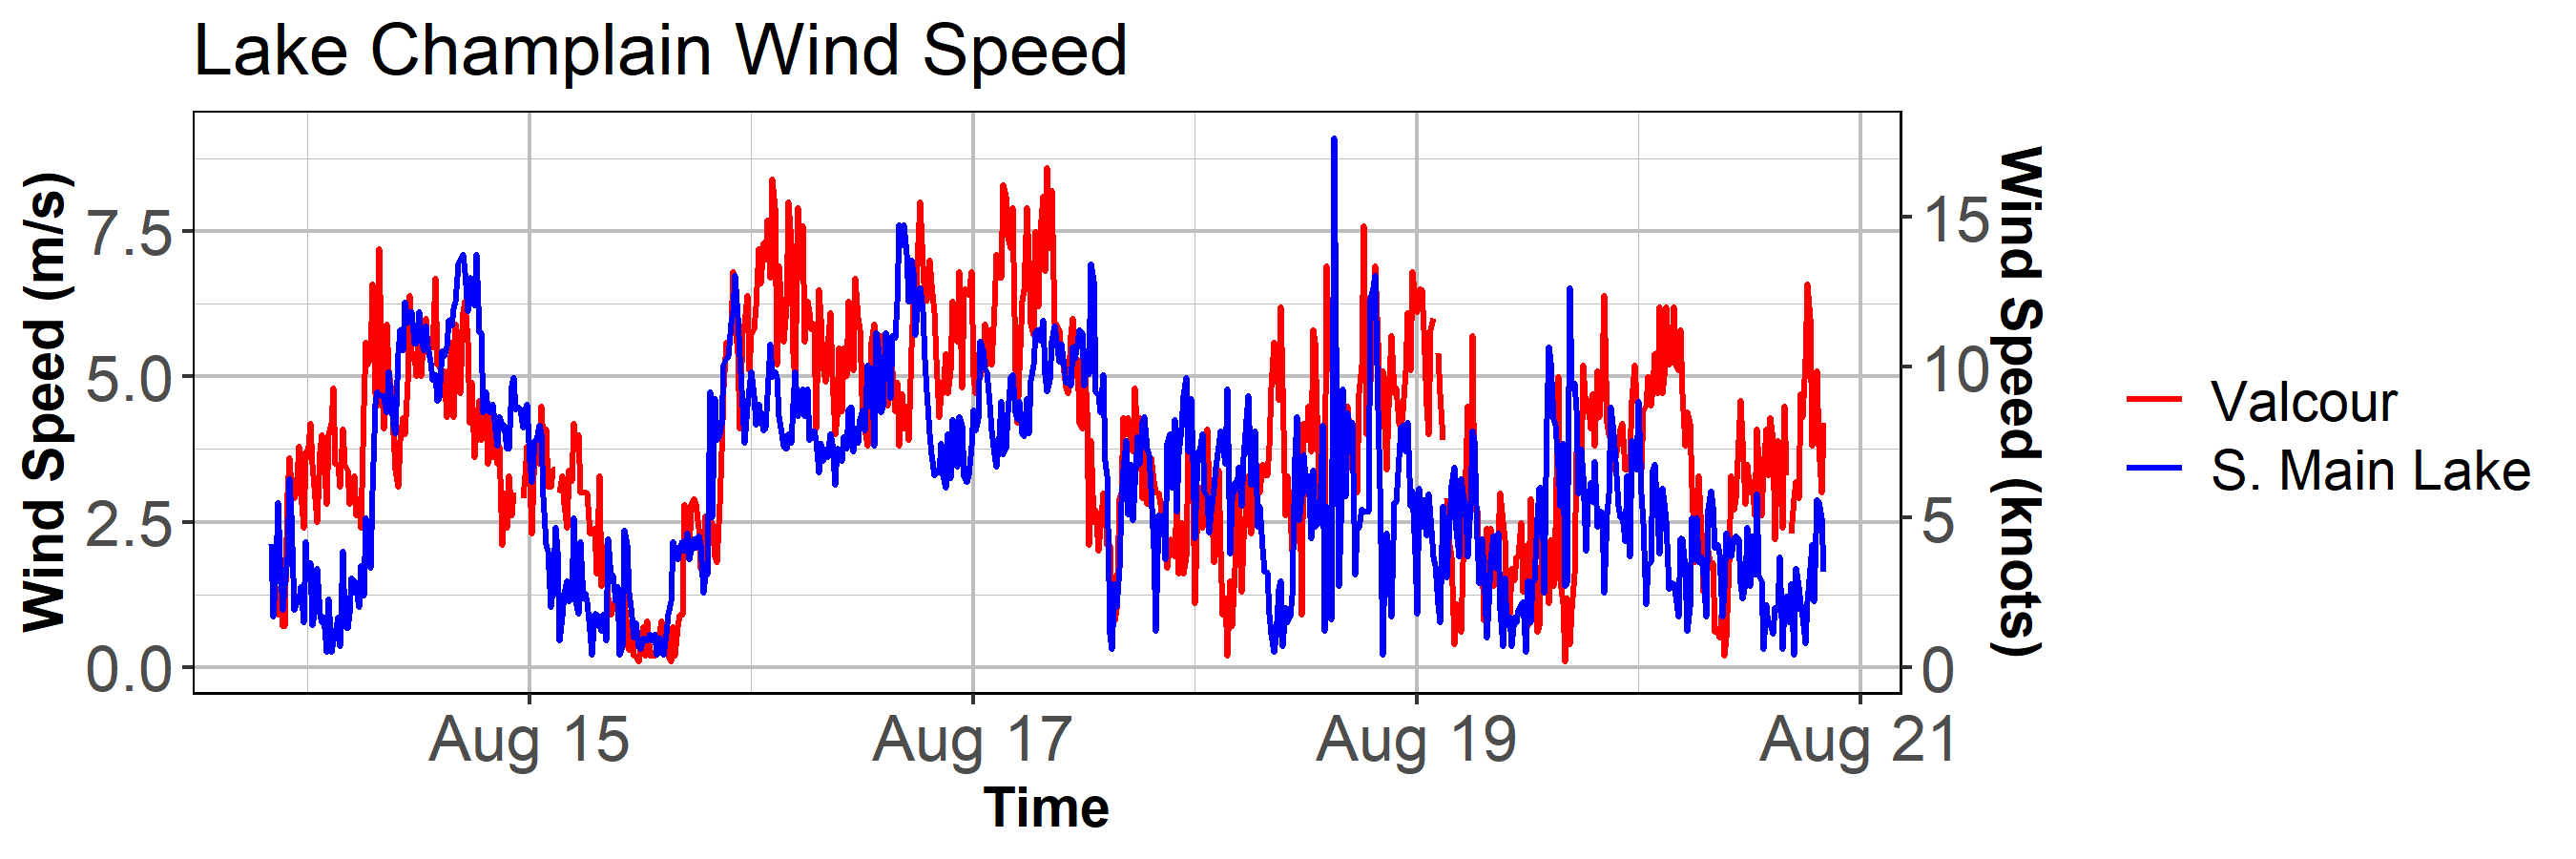 Lake Champlain Wind Speed
Wind Speed (m/s)
7.5
5.0
2.5
0.0
15
10
5
0
Wind Speed (knots)
Aug 15
Aug 17
Aug 19
Aug 21
Time
Valcour
S. Main Lake